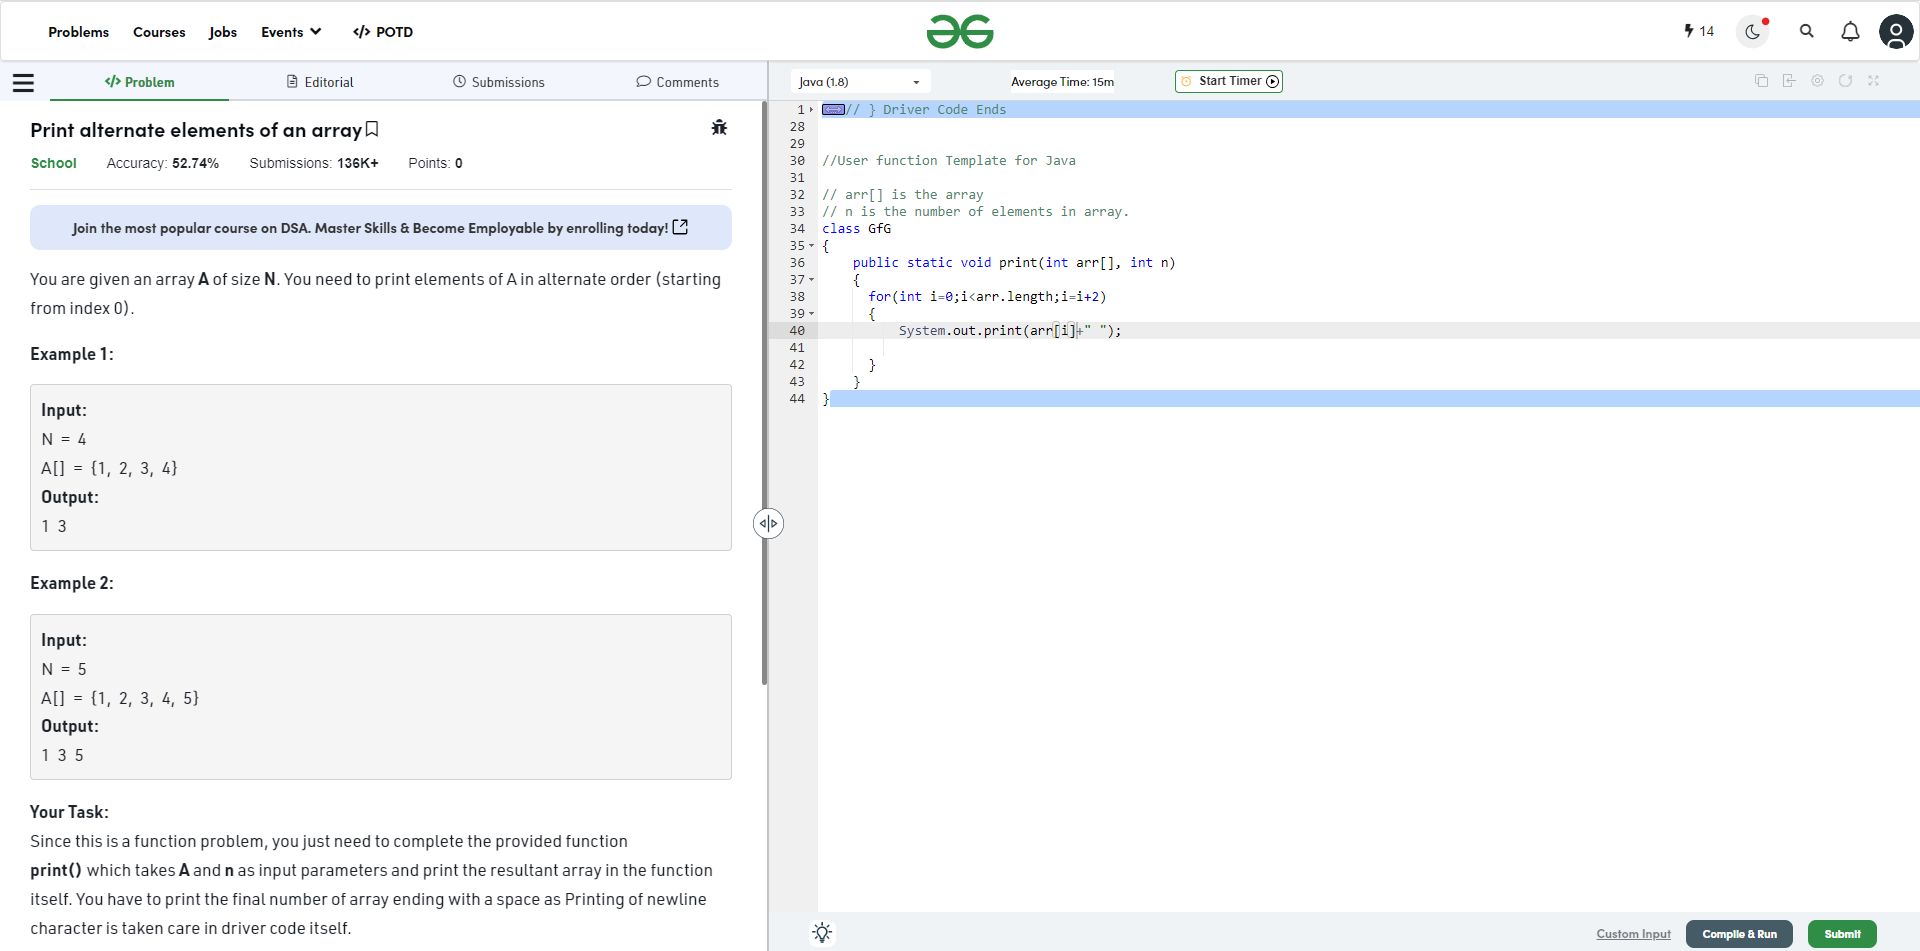 Problems Courses Jobs Events </> POTD
14
</> Problem Editorial Submissions Comments
Java (1.8) Average Time: 15m Start Timer
Print alternate elements of an array
School Accuracy: 52.74% Submissions: 136K+ Points: 0
Join the most popular course on DSA. Master Skills & Become Employable by enrolling today!
You are given an array A of size N. You need to print elements of A in alternate order (starting
from index 0).
Example 1:
Input:
N = 4
A[] = {1, 2, 3, 4}
Output:
1 3
Example 2:
Input:
N = 5
A[] = {1, 2, 3, 4, 5}
Output:
1 3 5
Your Task:
Since this is a function problem, you just need to complete the provided function
print() which takes A and n as input parameters and print the resultant array in the function
itself. You have to print the final number of array ending with a space as Printing of newline
character is taken care in driver code itself.
1 // } Driver Code Ends
28
29
30 //User function Template for Java
31
32 // arr[] is the array
33 // n is the number of elements in array.
34 class GfG
35 {
36 public static void print(int arr[], int n)
37 {
38 for(int i=0;i<arr.length;i=i+2)
39 {
40 System.out.print(arr[i]+" ");
41
42 }
43 }
44 }
Custom Input Compile & Run Submit